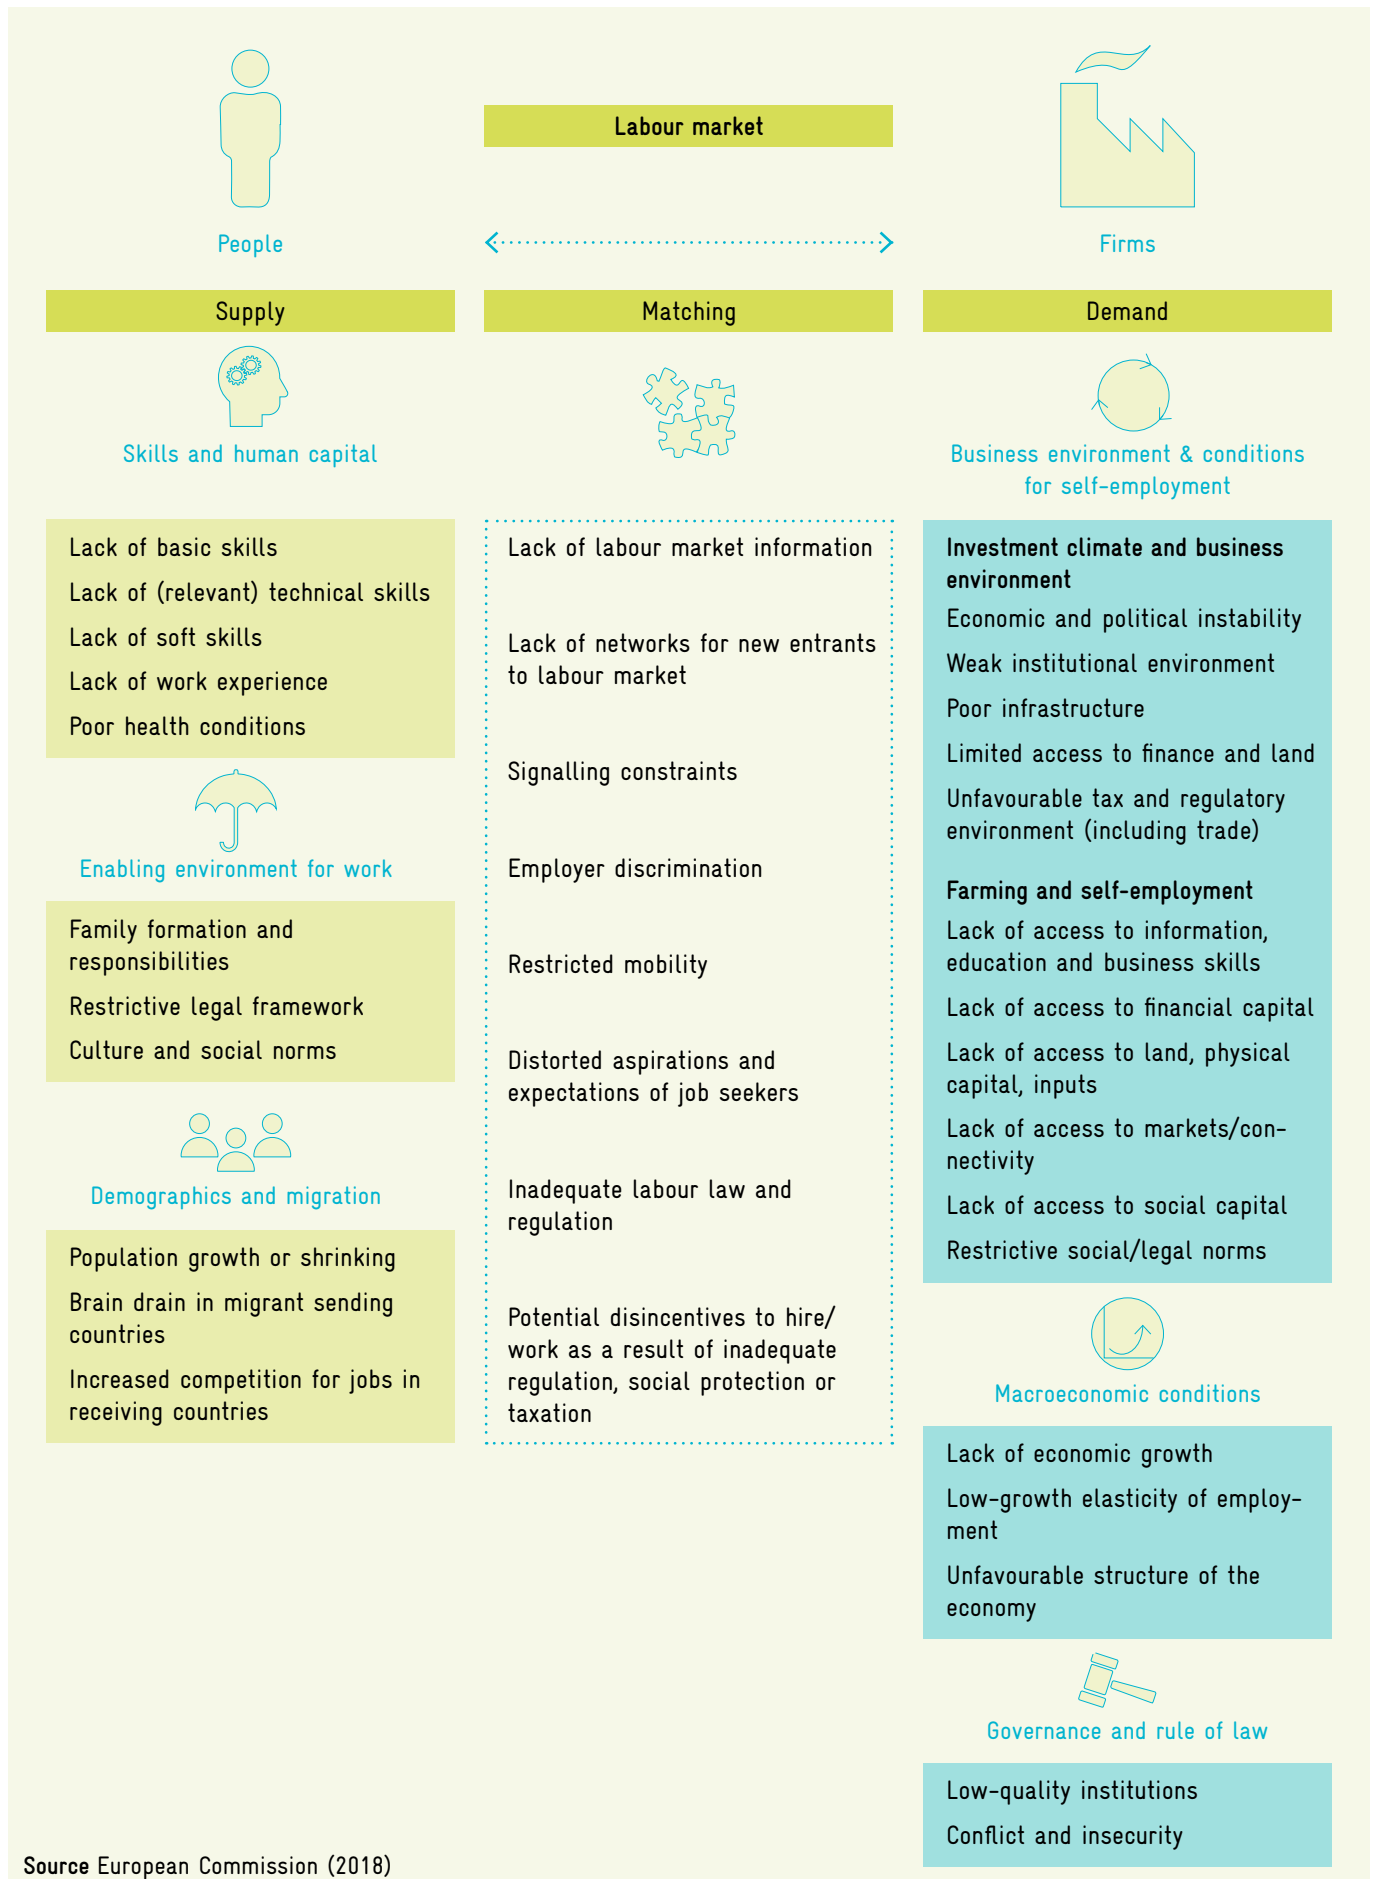 Labour market
People
Firms
Supply
Matching
Demand
Skills and human capital
Lack of basic skills
Lack of (relevant) technical skills
Lack of soft skills
Lack of work experience
Poor health conditions
Enabling environment for work
Family formation and
responsibilities
Restrictive legal framework
Culture and social norms
Demographics and migration
Population growth or shrinking
Brain drain in migrant sending
countries
Increased competition for jobs in
receiving countries
Lack of labour market information
Lack of networks for new entrants
to labour market
Signalling constraints
Employer discrimination
Restricted mobility
Distorted aspirations and
expectations of job seekers
Inadequate labour law and
regulation
Potential disincentives to hire/
work as a result of inadequate
regulation, social protection or
taxation
Business environment & conditions
for self-employment
Investment climate and business
environment
Economic and political instability
Weak institutional environment
Poor infrastructure
Limited access to finance and land
Unfavourable tax and regulatory
environment (including trade)
Farming and self-employment
Lack of access to information,
education and business skills
Lack of access to financial capital
Lack of access to land, physical
capital, inputs
Lack of access to markets/con-
nectivity
Lack of access to social capital
Restrictive social/legal norms
Macroeconomic conditions
Lack of economic growth
Low-growth elasticity of employ-
ment
Unfavourable structure of the
economy
Governance and rule of law
Low-quality institutions
Conflict and insecurity
Source European Commission (2018)